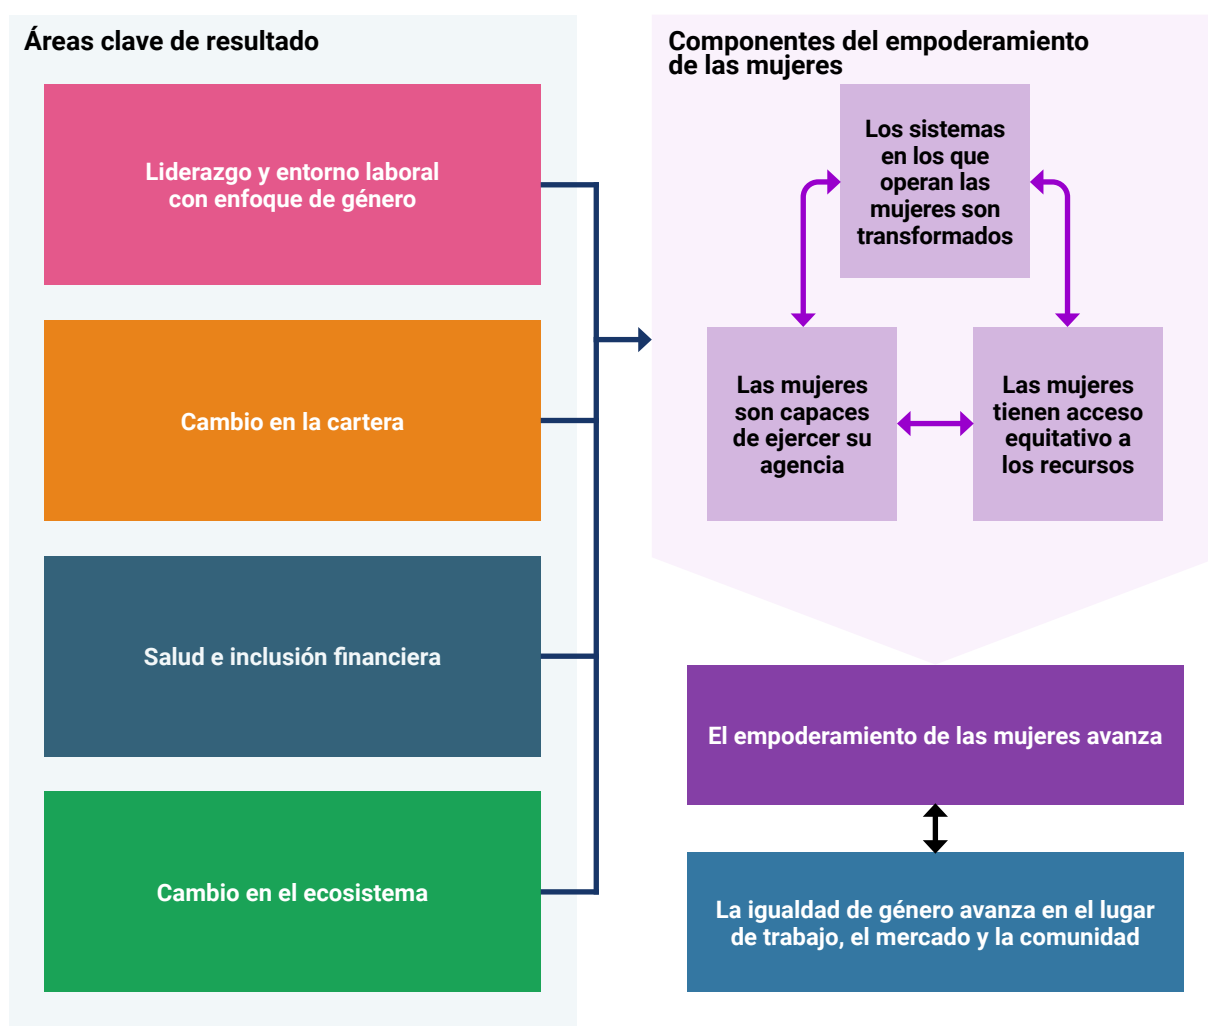 Áreas clave de resultado
Liderazgo y entorno laboral
con enfoque de género
Cambio en la cartera
Salud e inclusión financiera
Cambio en el ecosistema
Componentes del empoderamiento
de las mujeres
Los sistemas
en los que
operan las
mujeres son
transformados
Las mujeres
son capaces
de ejercer su
agencia
Las mujeres
tienen acceso
equitativo a
los recursos
El empoderamiento de las mujeres avanza
La igualdad de género avanza en el lugar
de trabajo, el mercado y la comunidad